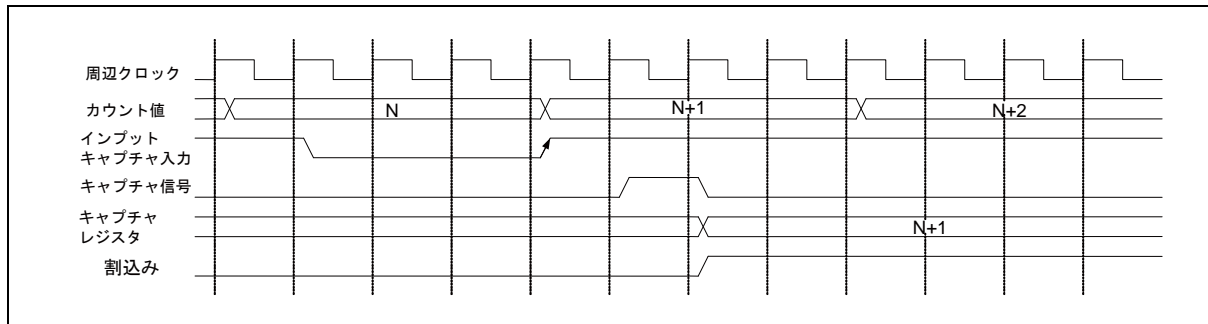 周辺クロック
カウント値
N
N+1
N+2
インプット
キャプチャ入力
キャプチャ信号
キャプチャ
レジスタ
N+1
割込み